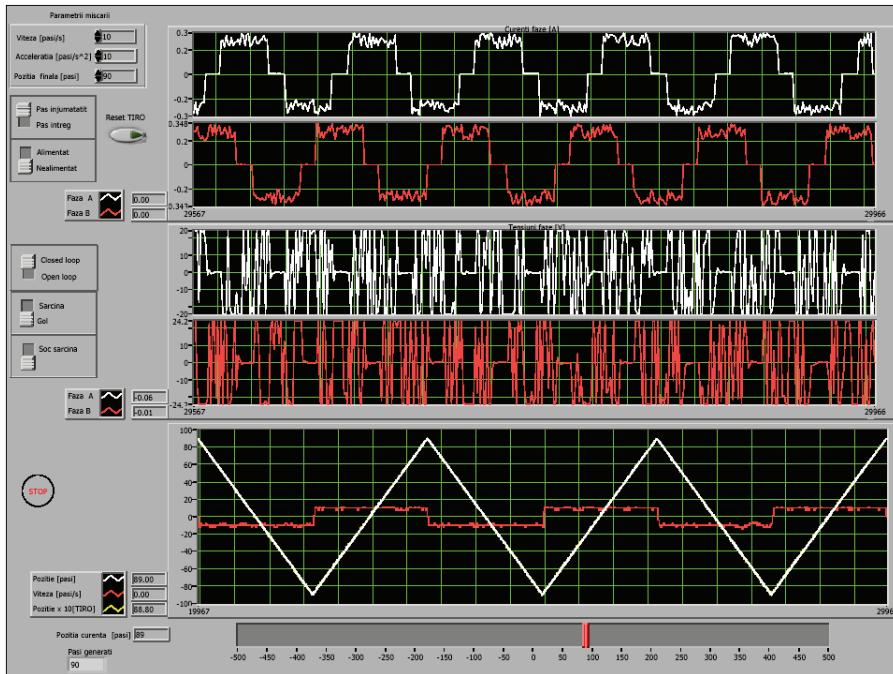 Parametrii miscarii
Viteza [pasi/s] 10
Acceleratia [pasi/s^2] 10
Pozitia finala [pasi] 90
Pas injumatatit
Pas intreg
Reset TIRO
Alimentat
Nealimentat
Faza A 0.00
Faza B 0.00
Curenti faze [A]
0.3
0.2
0
-0.2
-0.3
0.348
0.2
0
-0.2
29567 29966
Closed loop
Open loop
Sarcina
Gol
Soc sarcina
Faza A -0.06
Faza B -0.01
Tensiuni faze [V]
20
10
0
-10
-20
24.2
10
0
-10
29567 29966
STOP
100
80
60
40
20
0
-20
-40
-60
-80
-100
19967
Pozitie [pasi] 89.00
Viteza [pasi/s] 0.00
Pozitie x 10[TIRO] 88.80
Pozitia curenta [pasi] 89
Pasi generati
90
-500 -450 -400 -350 -300 -250 -200 -150 -100 -50 0 50 100 150 200 250 300 350 400 450 500